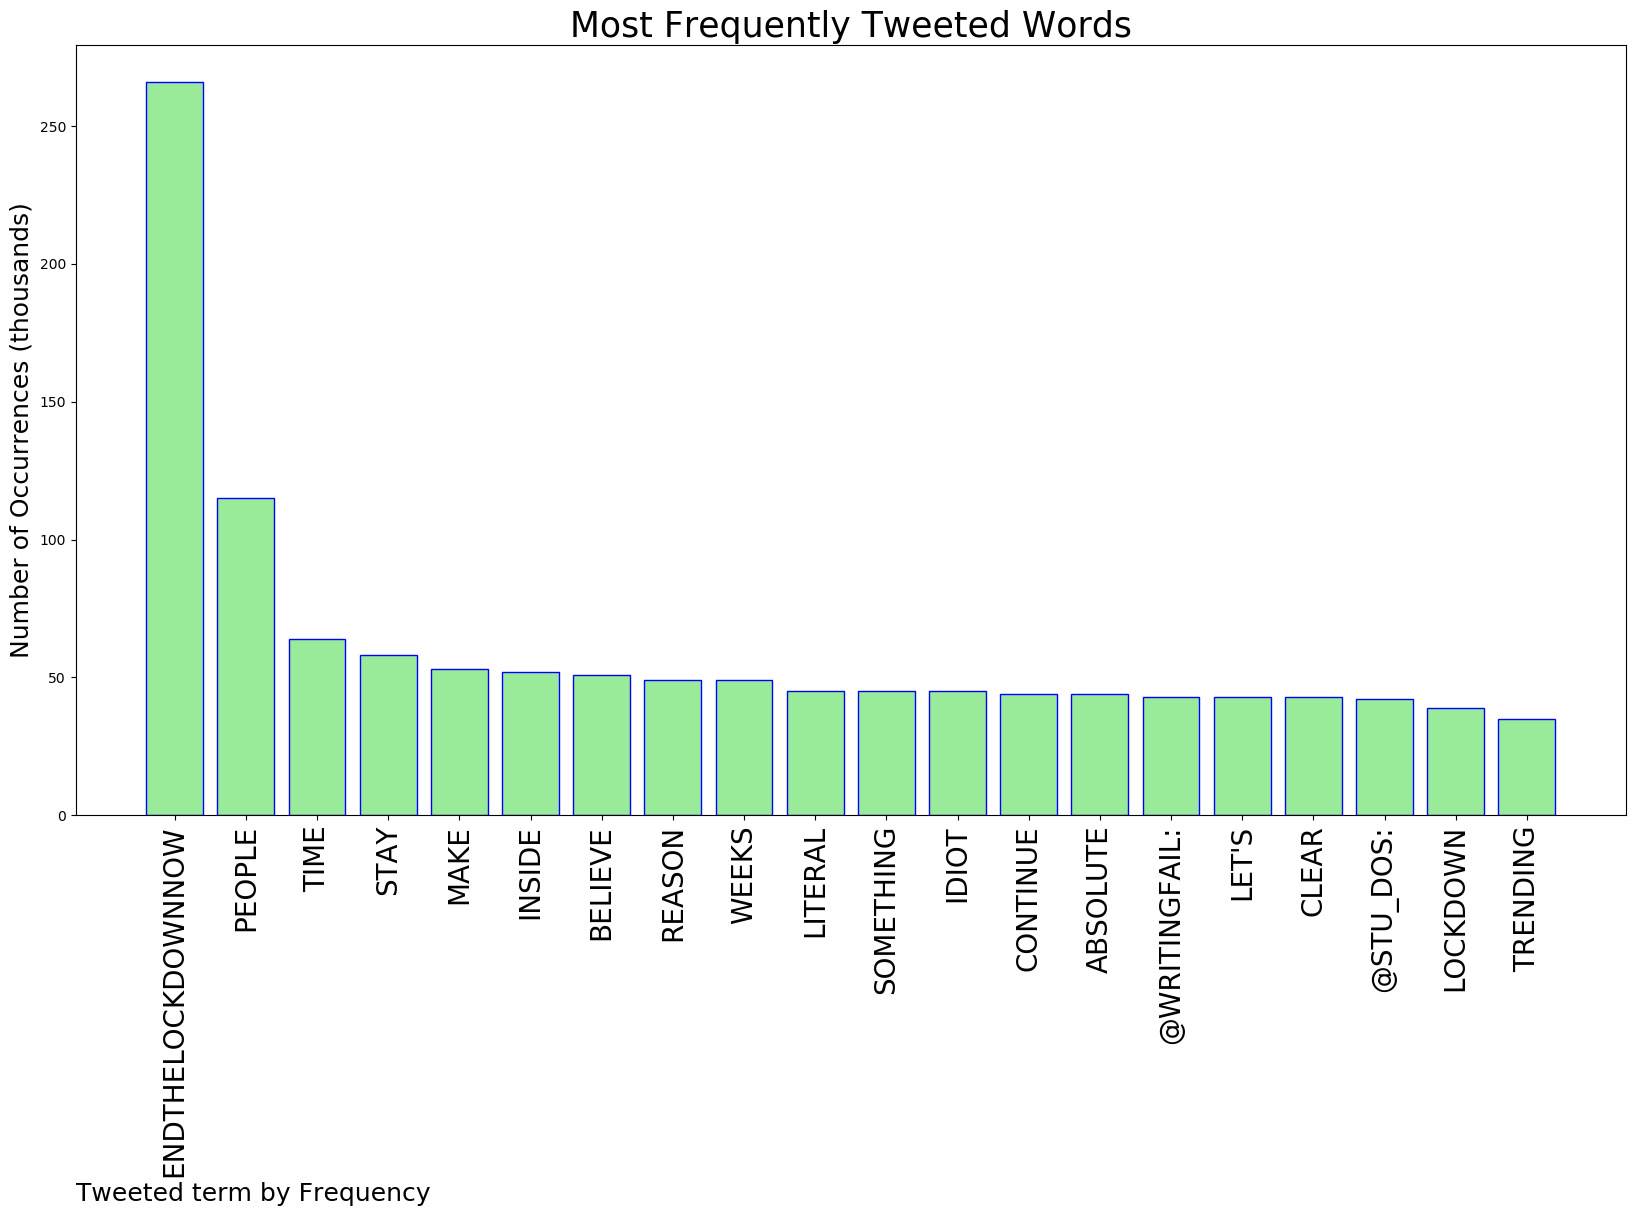 Most Frequently Tweeted Words
Number of Occurrences (thousands)
250
200
150
100
50
0
ENDTHELOCKDOWNNOW
PEOPLE
TIME
STAY
MAKE
INSIDE
BELIEVE
REASON
WEEKS
LITERAL
SOMETHING
IDIOT
CONTINUE
ABSOLUTE
@WRITINGFAIL:
LET'S
CLEAR
@STU_DOS:
LOCKDOWN
TRENDING
Tweeted term by Frequency